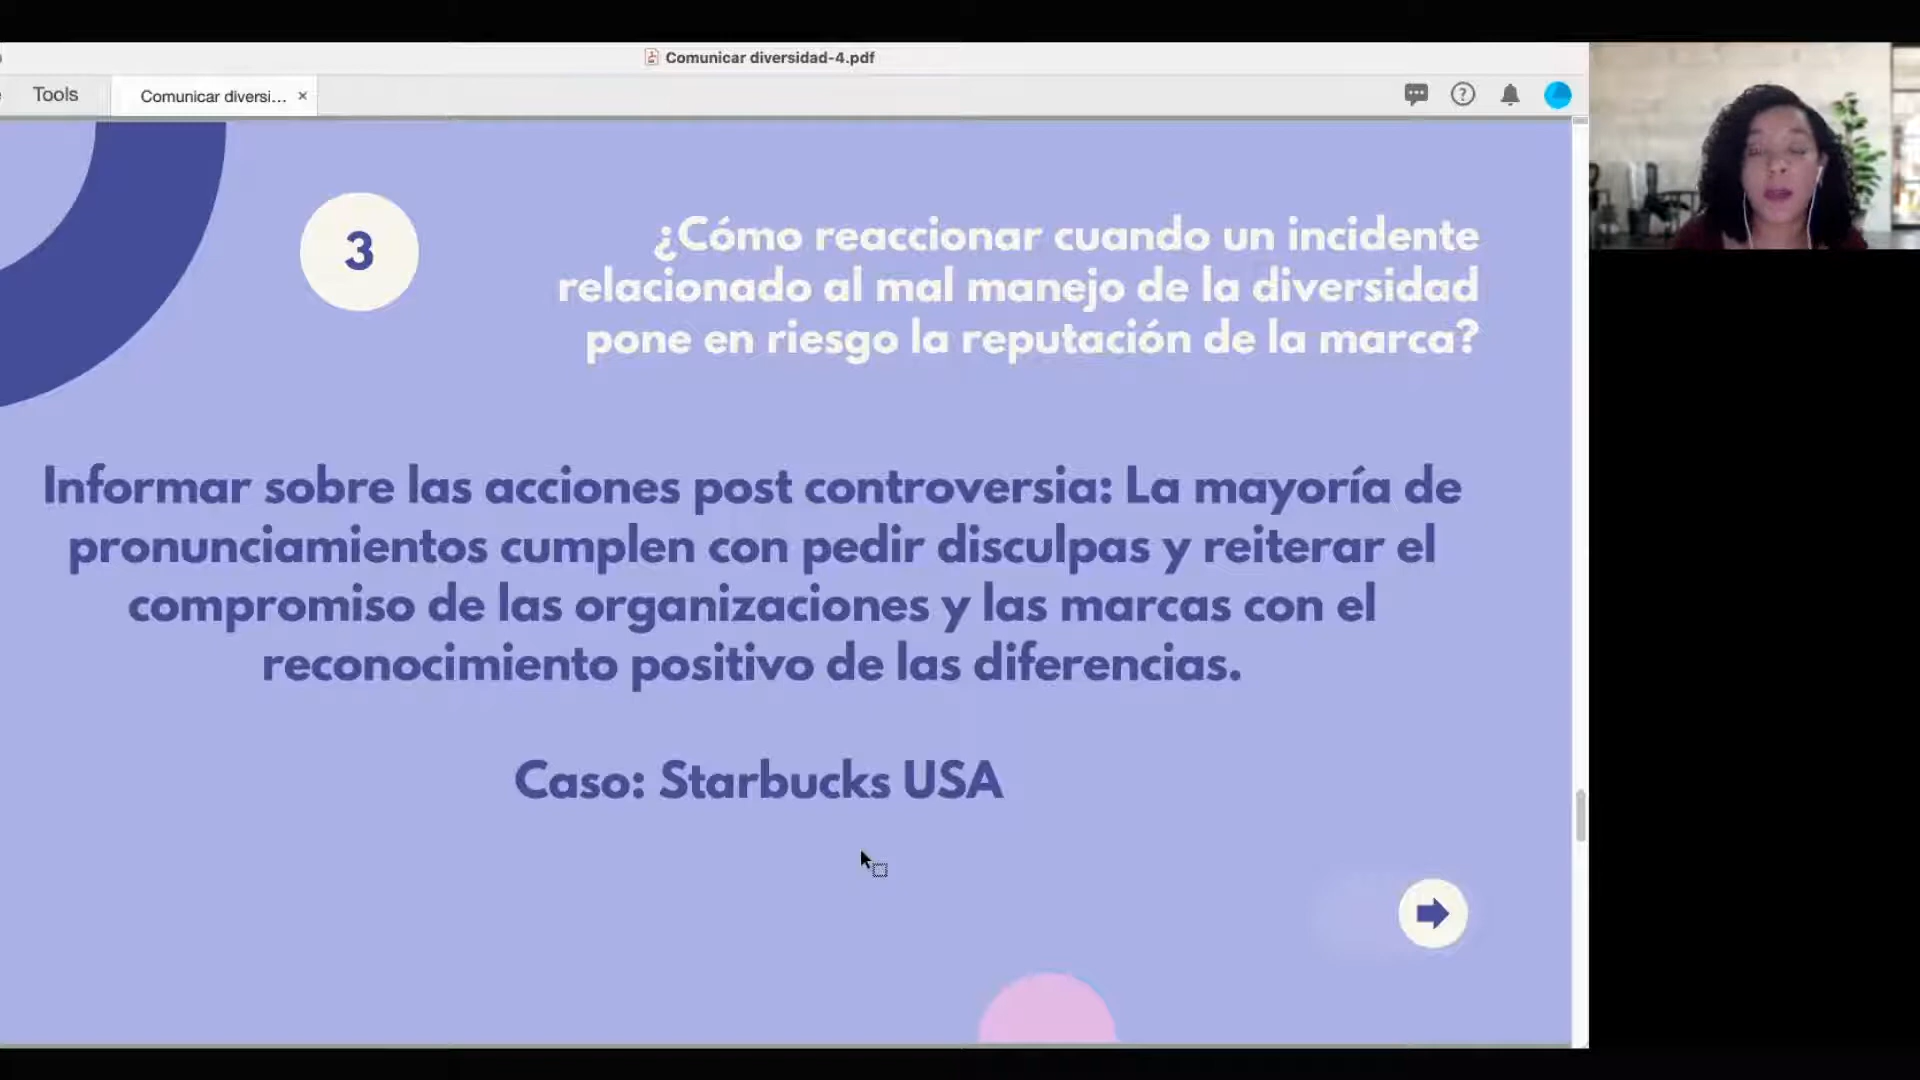 Comunicar diversidad-4.pdf
Tools
Comunicar diversi... ×
3
¿Cómo reaccionar cuando un incidente
relacionado al mal manejo de la diversidad
pone en riesgo la reputación de la marca?
Informar sobre las acciones post controversia: La mayoría de
pronunciamientos cumplen con pedir disculpas y reiterar el
compromiso de las organizaciones y las marcas con el
reconocimiento positivo de las diferencias.
Caso: Starbucks USA